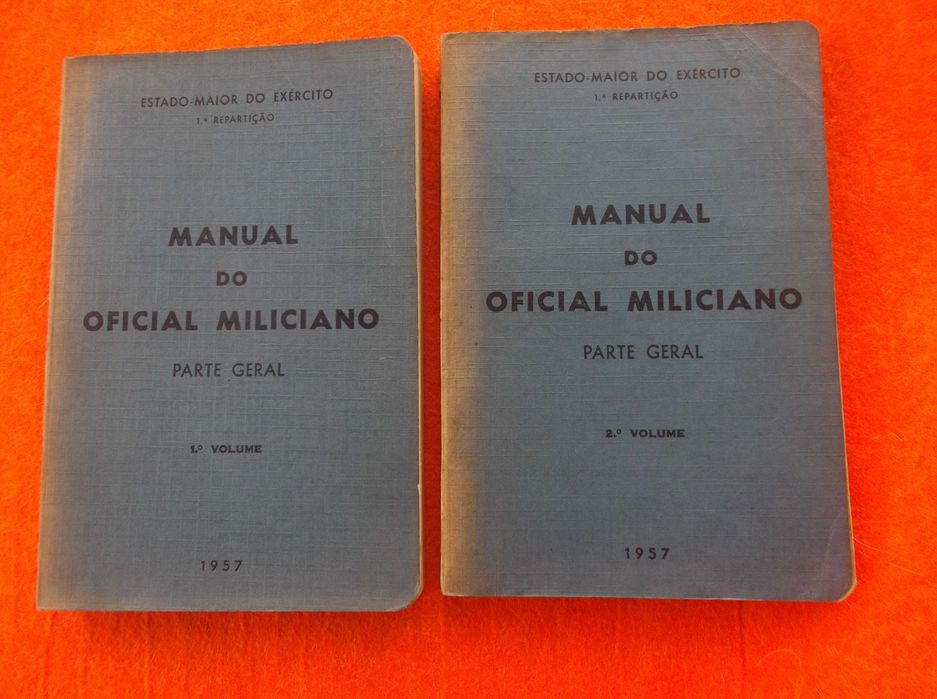 ESTADO-MAIOR DO EXÉRCITO
1.ª REPARTIÇÃO
MANUAL
DO
OFICIAL MILICIANO
PARTE GERAL
1.º VOLUME
1957
ESTADO-MAIOR DO EXÉRCITO
1.ª REPARTIÇÃO
MANUAL
DO
OFICIAL MILICIANO
PARTE GERAL
2.º VOLUME
1957